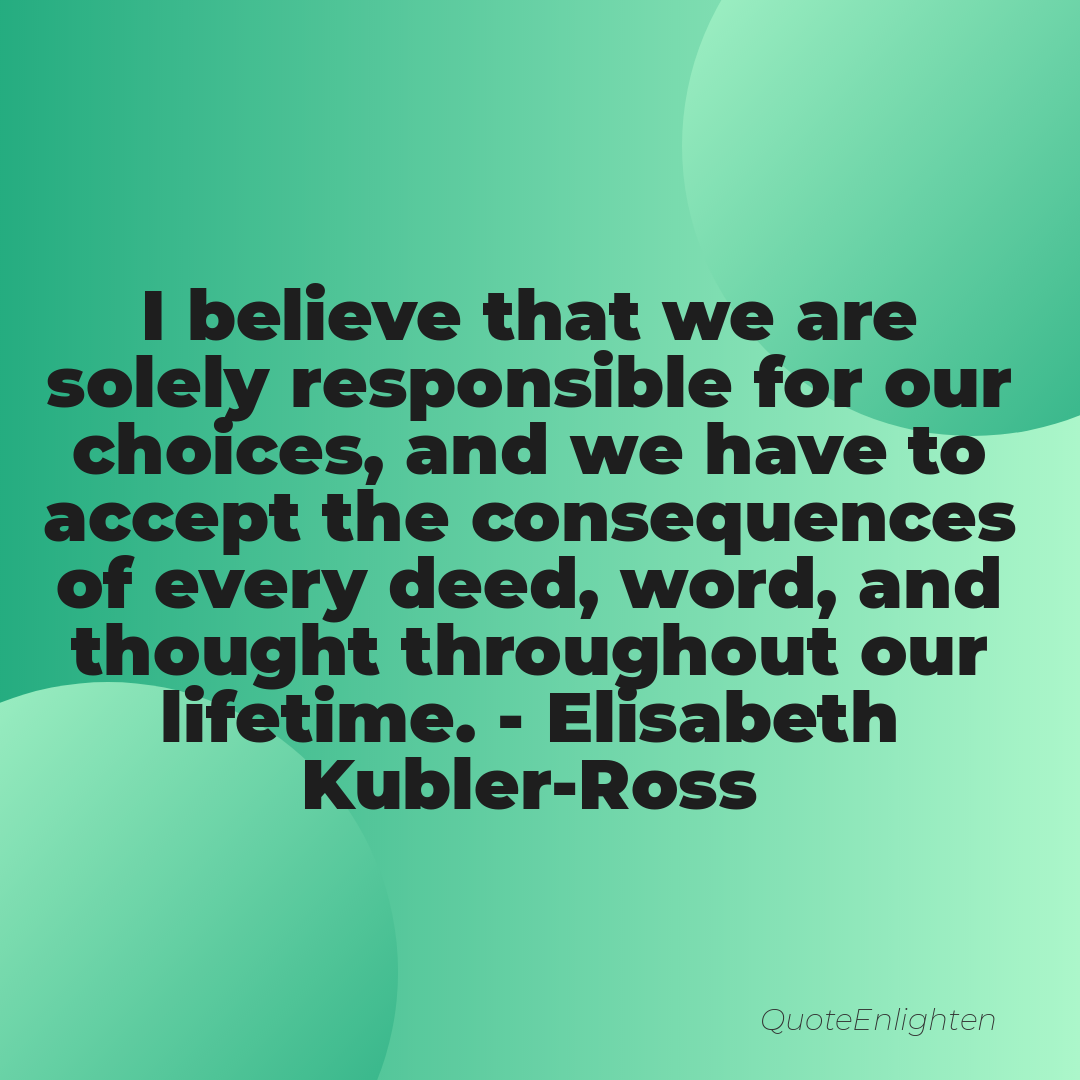 I believe that we are
solely responsible for our
choices, and we have to
accept the consequences
of every deed, word, and
thought throughout our
lifetime. - Elisabeth
Kubler-Ross
QuoteEnlighten